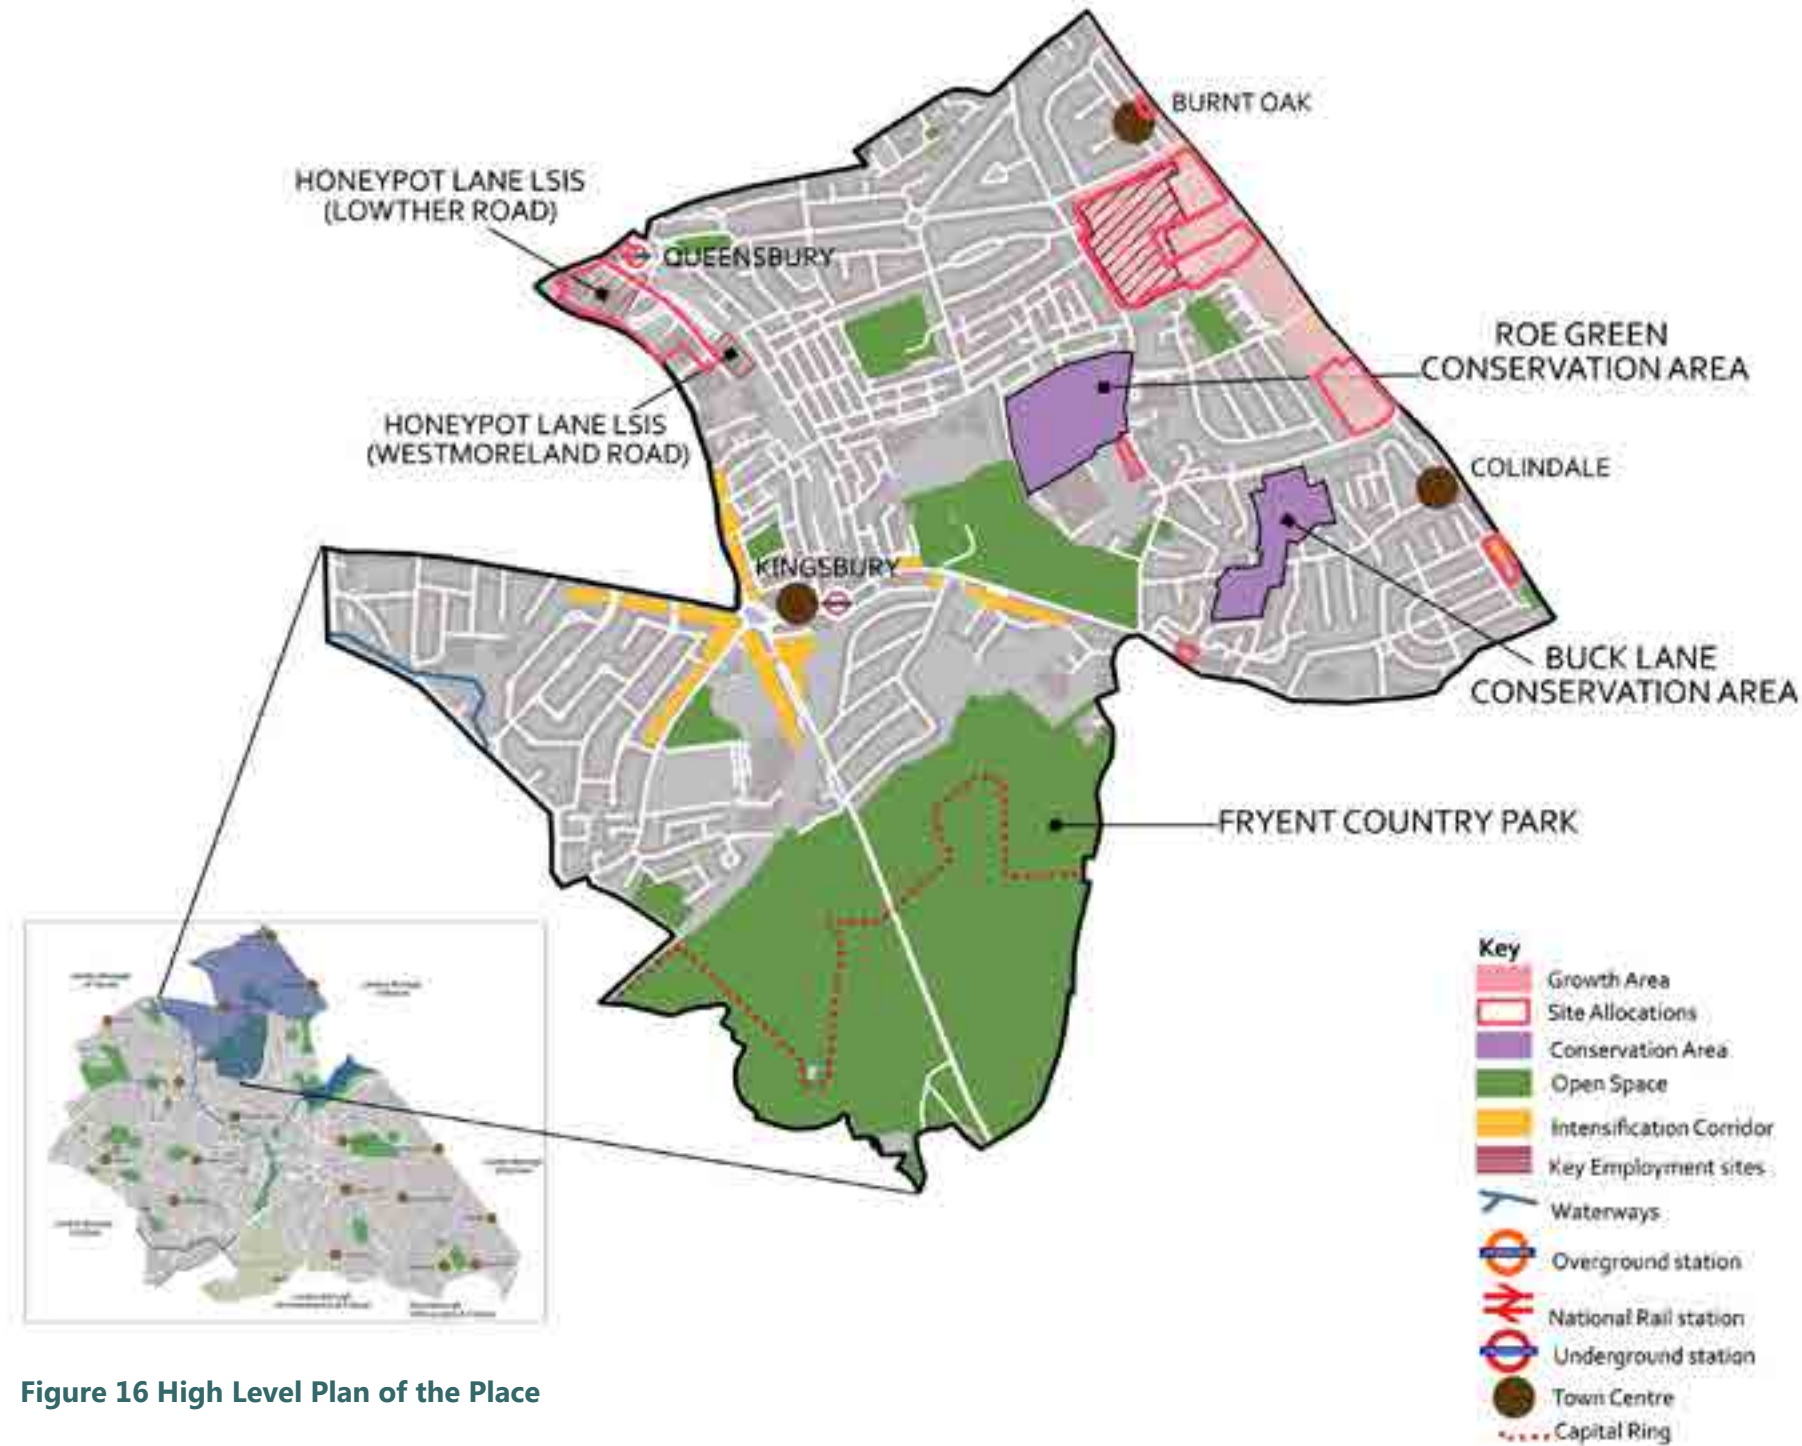 BURNT OAK
HONEYPOT LANE LSIS
(LOWTHER ROAD)
QUEENSBURY
ROE GREEN
CONSERVATION AREA
HONEYPOT LANE LSIS
(WESTMORELAND ROAD)
COLINDALE
KINGSBURY
BUCK LANE
CONSERVATION AREA
FRYENT COUNTRY PARK
Key
Growth Area
Site Allocations
Conservation Area
Open Space
Intensification Corridor
Key Employment sites
Waterways
Overground station
National Rail station
Underground station
Town Centre
Capital Ring
Figure 16 High Level Plan of the Place